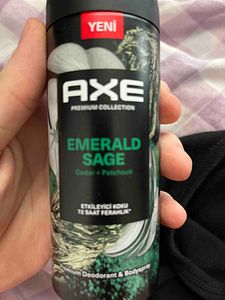 YENİ
AXE
PREMIUM COLLECTION
EMERALD
SAGE
Cedar + Patchouli
ETKİLEYİCİ KOKU
72 SAAT FERAHLIK*
Deodorant & Bodyspray